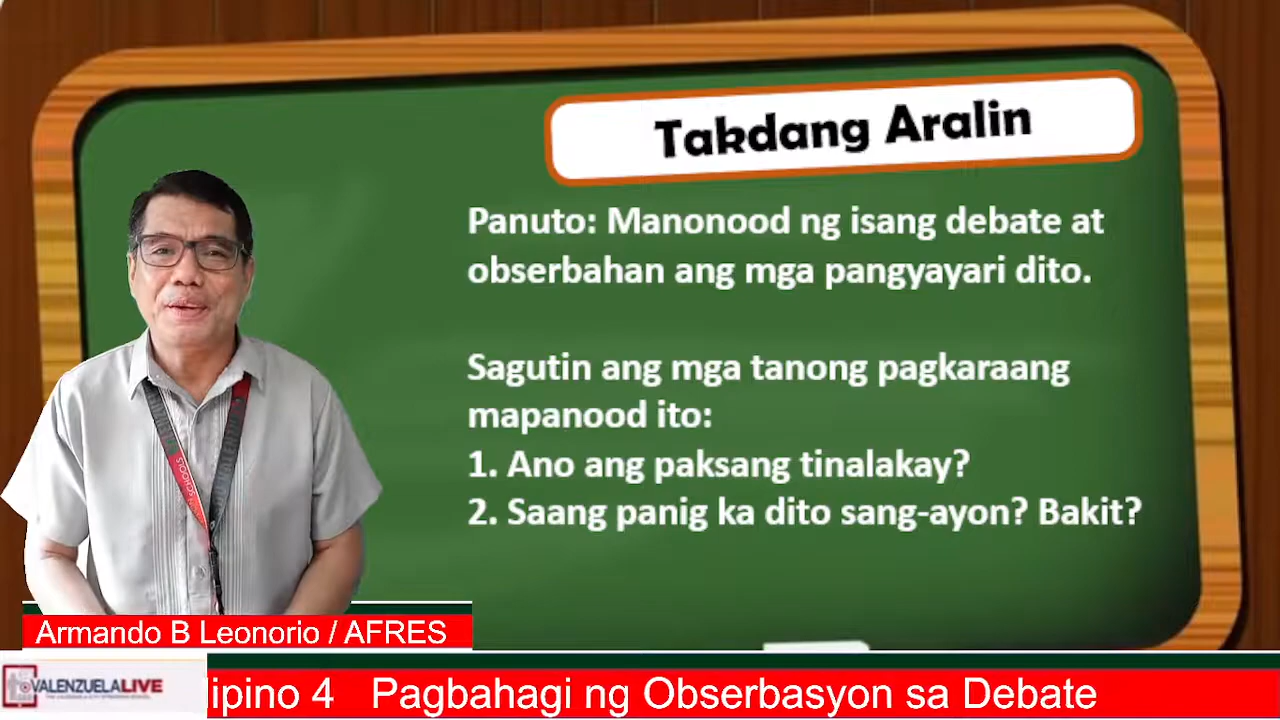 Takdang Aralin
Panuto: Manonood ng isang debate at
obserbahan ang mga pangyayari dito.
Sagutin ang mga tanong pagkaraang
mapanood ito:
1. Ano ang paksang tinalakay?
2. Saang panig ka dito sang-ayon? Bakit?
Armando B Leonorio / AFRES
VALENZUELALIVE
lipino 4 Pagbahagi ng Obserbasyon sa Debate